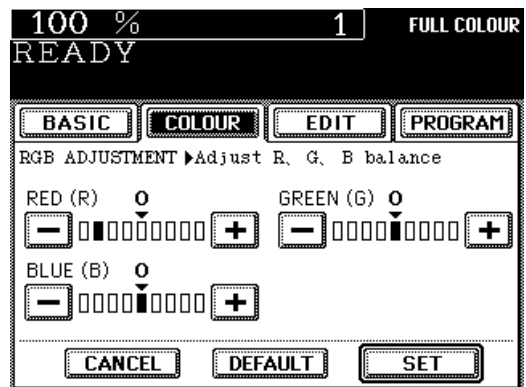 100 % 1 FULL COLOUR
READY
BASIC COLOUR EDIT PROGRAM
RGB ADJUSTMENT ▶Adjust R、G、B balance
RED (R) 0 GREEN (G) 0
− + − +
BLUE (B) 0
− +
CANCEL DEFAULT SET